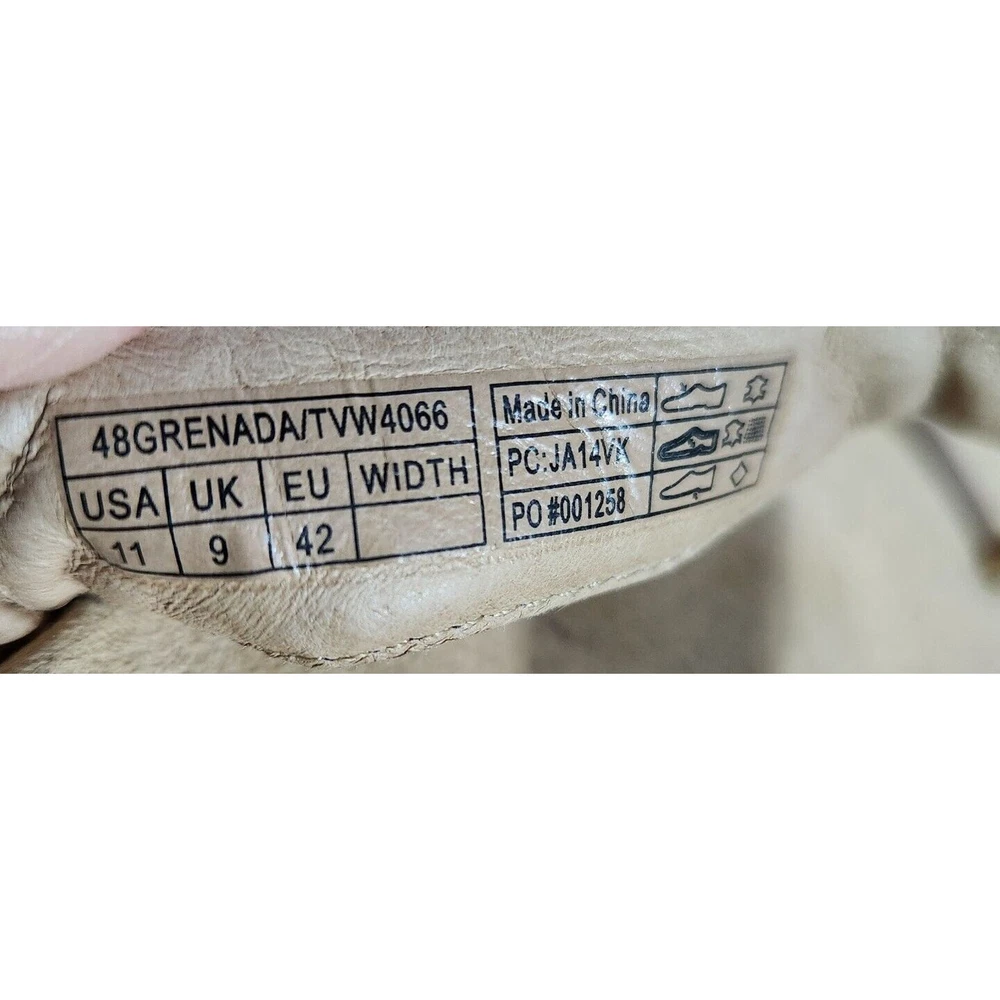 48GRENADA/TVW4066
USA UK EU WIDTH
11 9 42
Made in China
PC:JA14VK
PO #001258